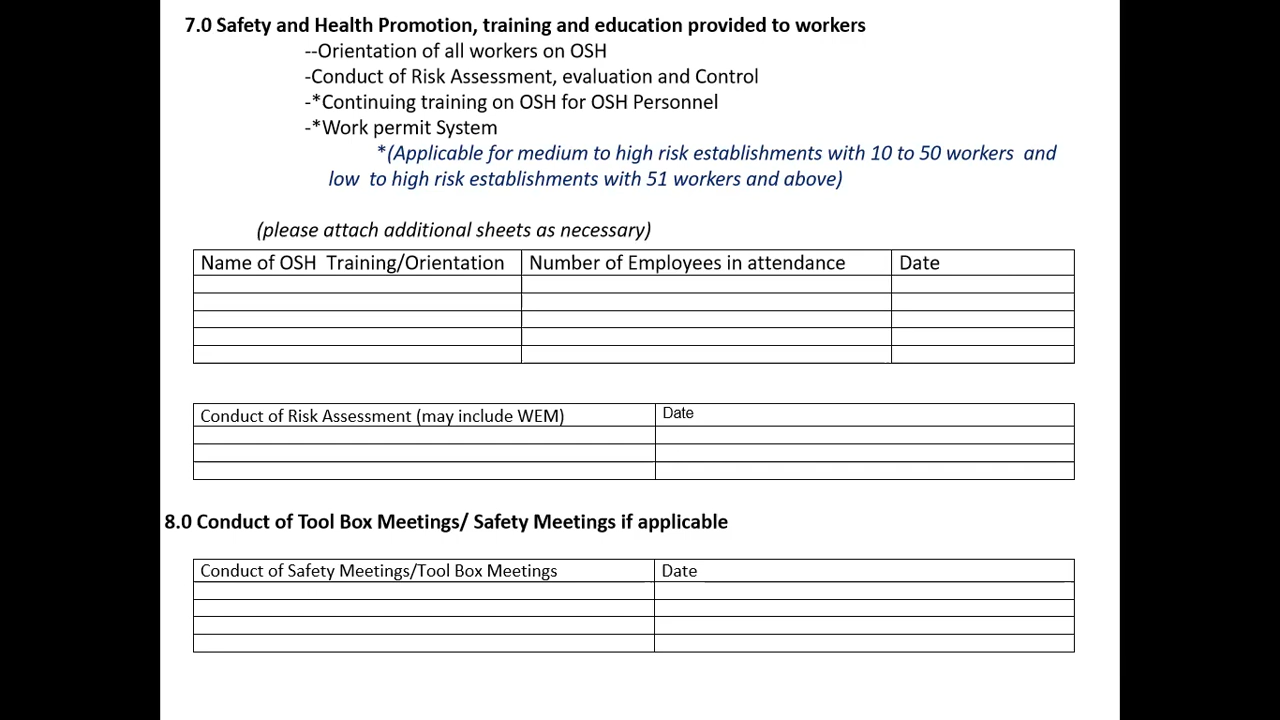 7.0 Safety and Health Promotion, training and education provided to workers
--Orientation of all workers on OSH
-Conduct of Risk Assessment, evaluation and Control
-*Continuing training on OSH for OSH Personnel
-*Work permit System
*(Applicable for medium to high risk establishments with 10 to 50 workers and
low to high risk establishments with 51 workers and above)
(please attach additional sheets as necessary)
Name of OSH Training/Orientation Number of Employees in attendance Date
Conduct of Risk Assessment (may include WEM) Date
8.0 Conduct of Tool Box Meetings/ Safety Meetings if applicable
Conduct of Safety Meetings/Tool Box Meetings Date